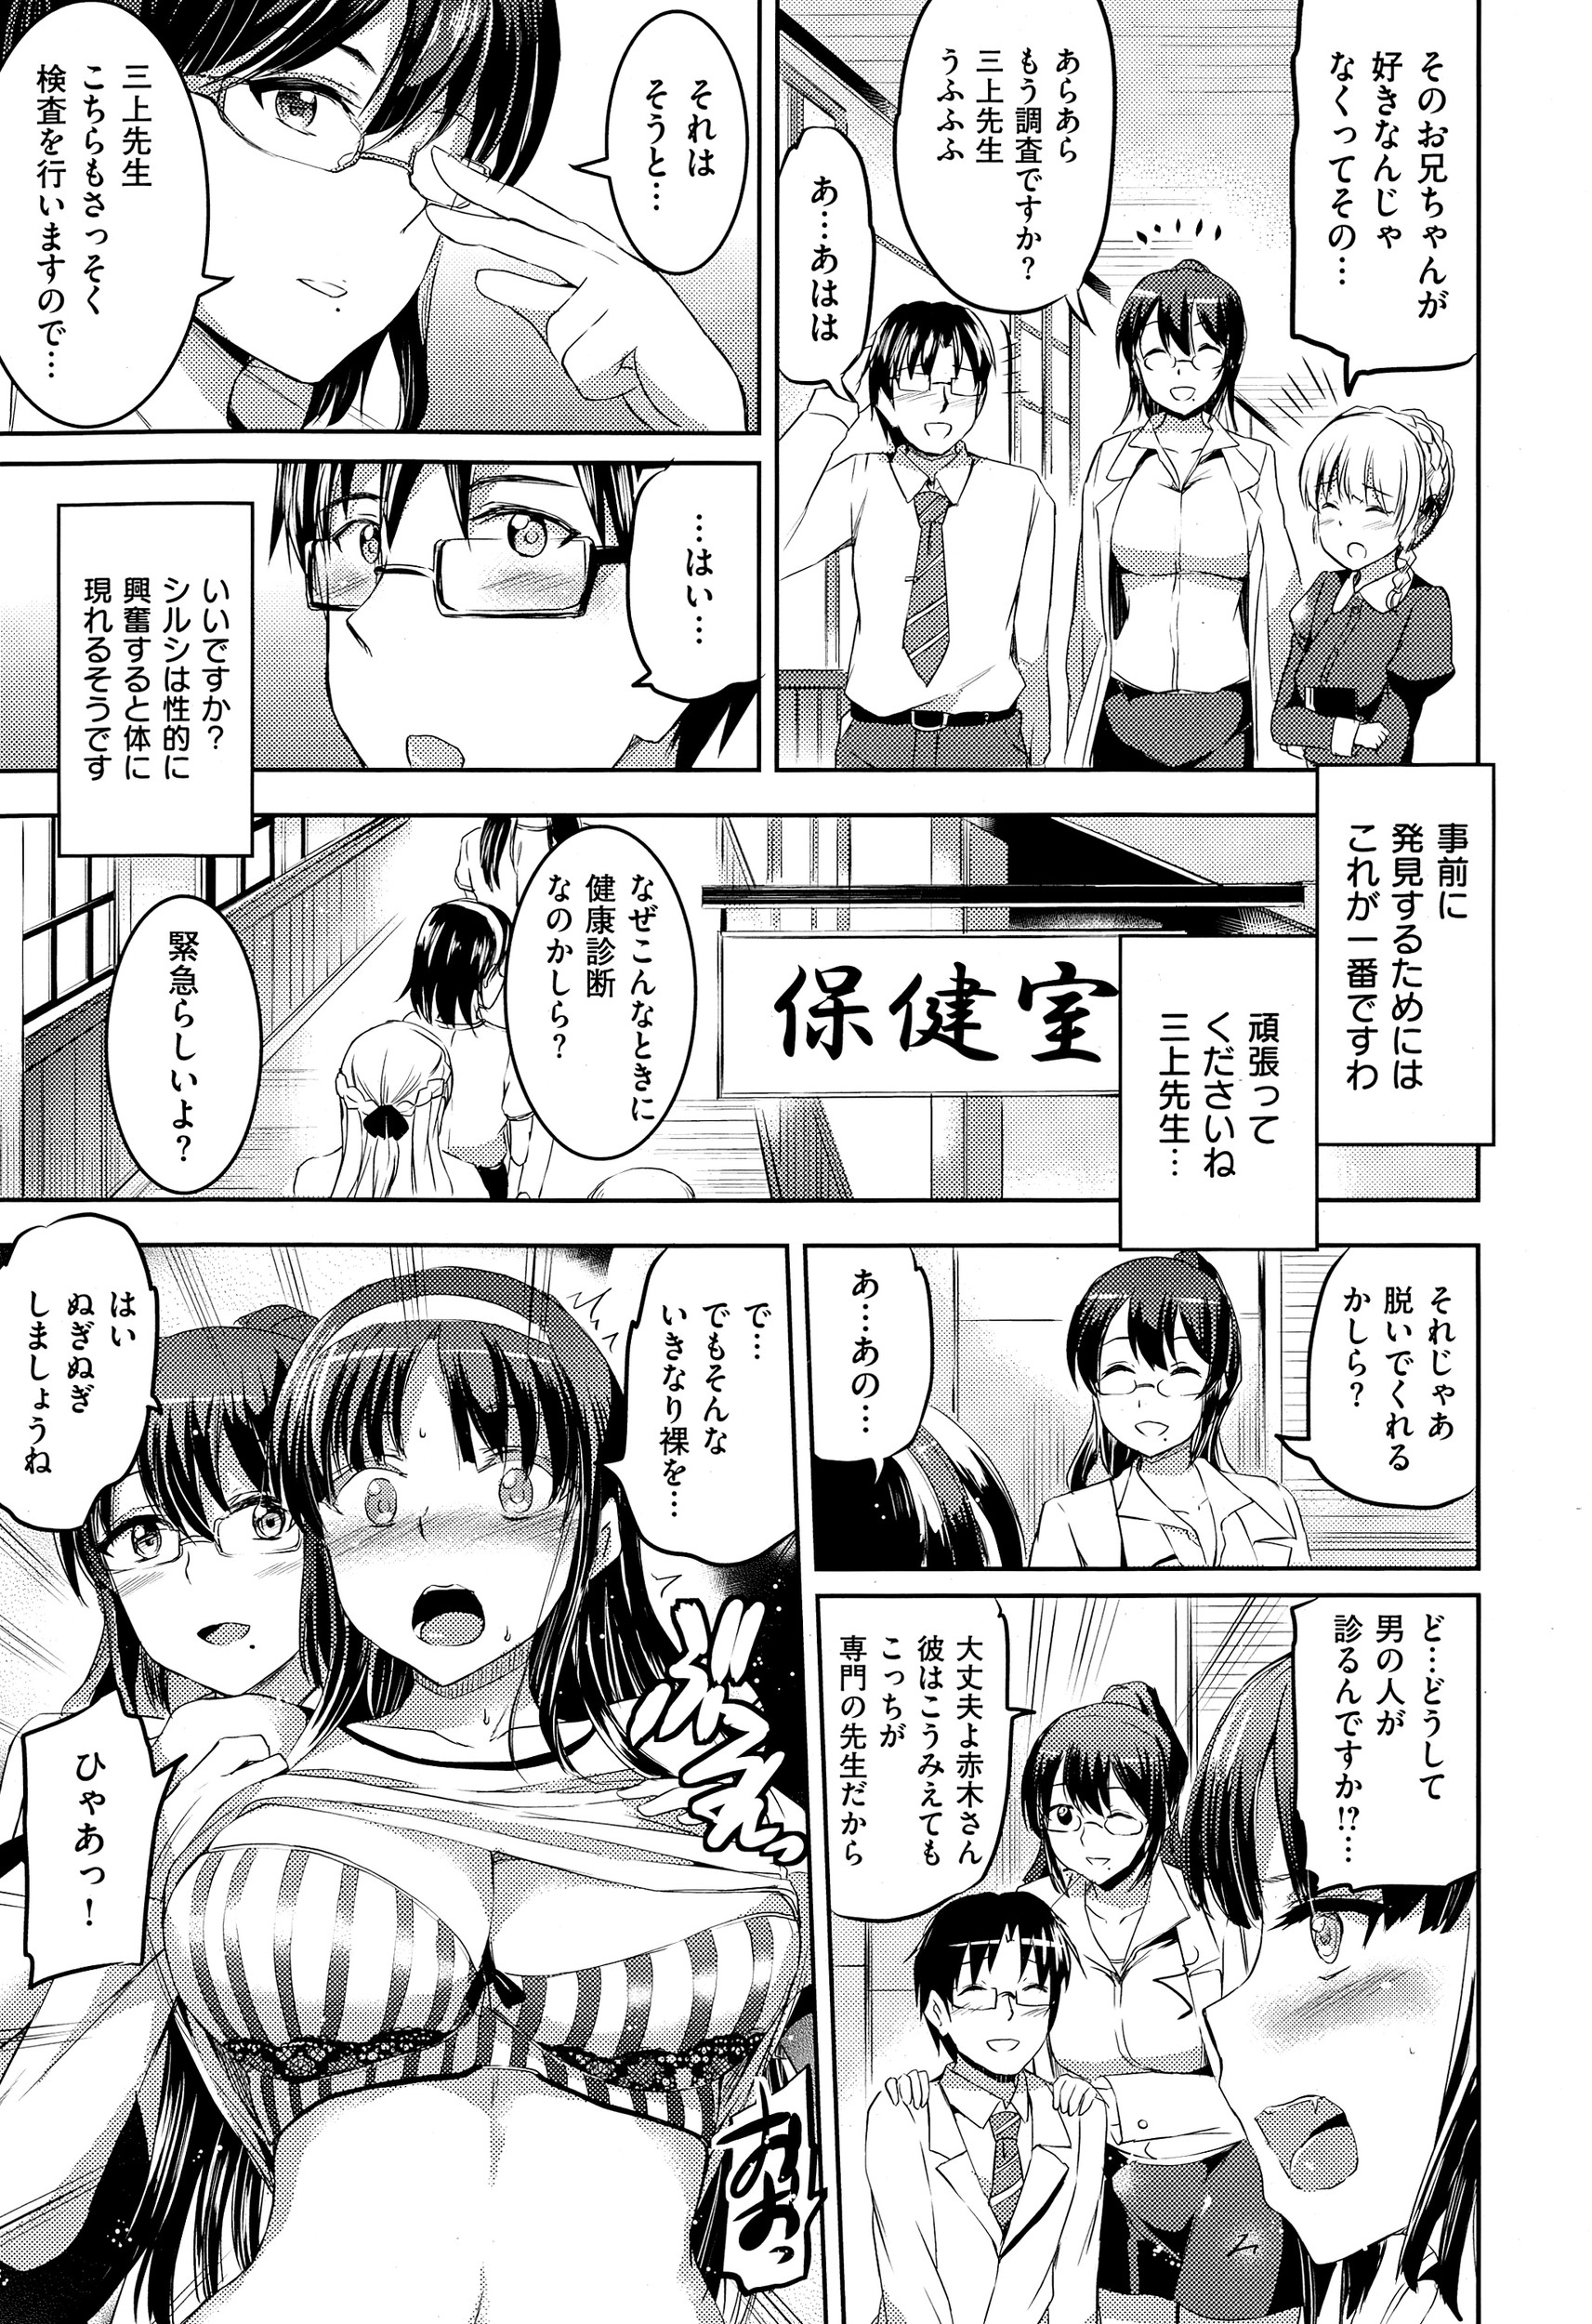 そのお兄ちゃんが
好きなんじゃ
なくってその…
あらあら
もう調査ですか?
三上先生
うふふふ
あ…あはは
それは
そうと…
三上先生
こちらもさっそく
検査を行いますので…
…はい…
いいですか?
シルシは性的に
興奮すると体に
現れるそうです
事前に
発見するためには
これが一番ですわ
頑張って
くださいね
三上先生…
保健室
なぜこんなときに
健康診断
なのかしら?
緊急らしいよ?
それじゃあ
脱いでくれる
かしら?
あ…あの…
ど…どうして
男の人が
診るんですか!?…
大丈夫よ赤木さん
彼はこうみえても
こっちが
専門の先生だから
で…
でもそんな
いきなり裸を…
はい
ぬぎぬぎ
しましょうね
ひゃあっ!